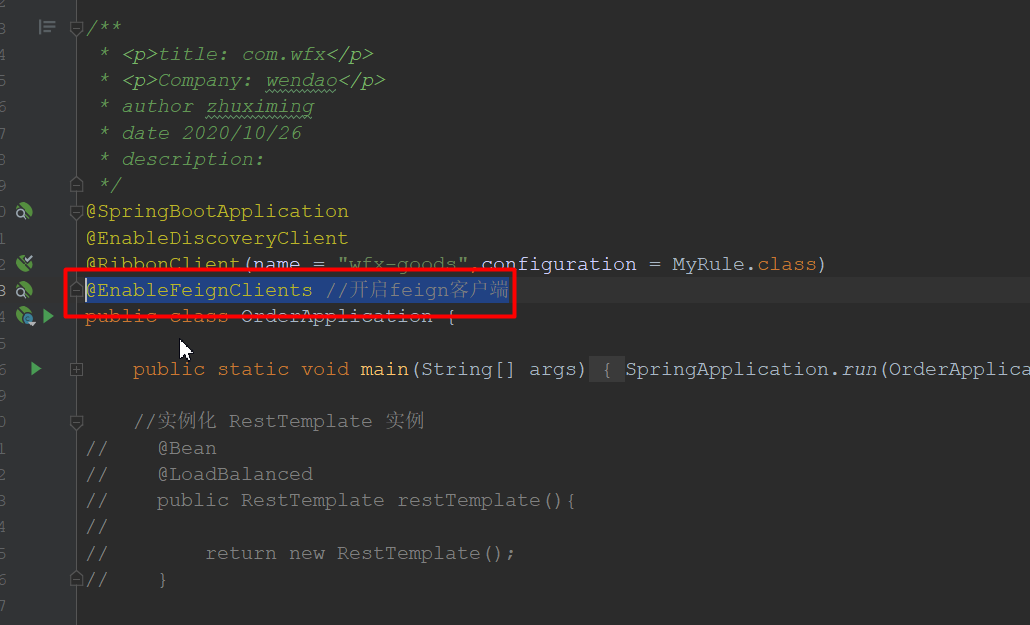 /**
* <p>title: com.wfx</p>
* <p>Company: wendao</p>
* author zhuximing
* date 2020/10/26
* description:
*/
@SpringBootApplication
@EnableDiscoveryClient
@RibbonClient(name = "wfx-goods",configuration = MyRule.class)
@EnableFeignClients //开启feign客户端
public class OrderApplication {
public static void main(String[] args) { SpringApplication.run(OrderApplica
//实例化 RestTemplate 实例
//    @Bean
//    @LoadBalanced
//    public RestTemplate restTemplate(){
//
//        return new RestTemplate();
//    }